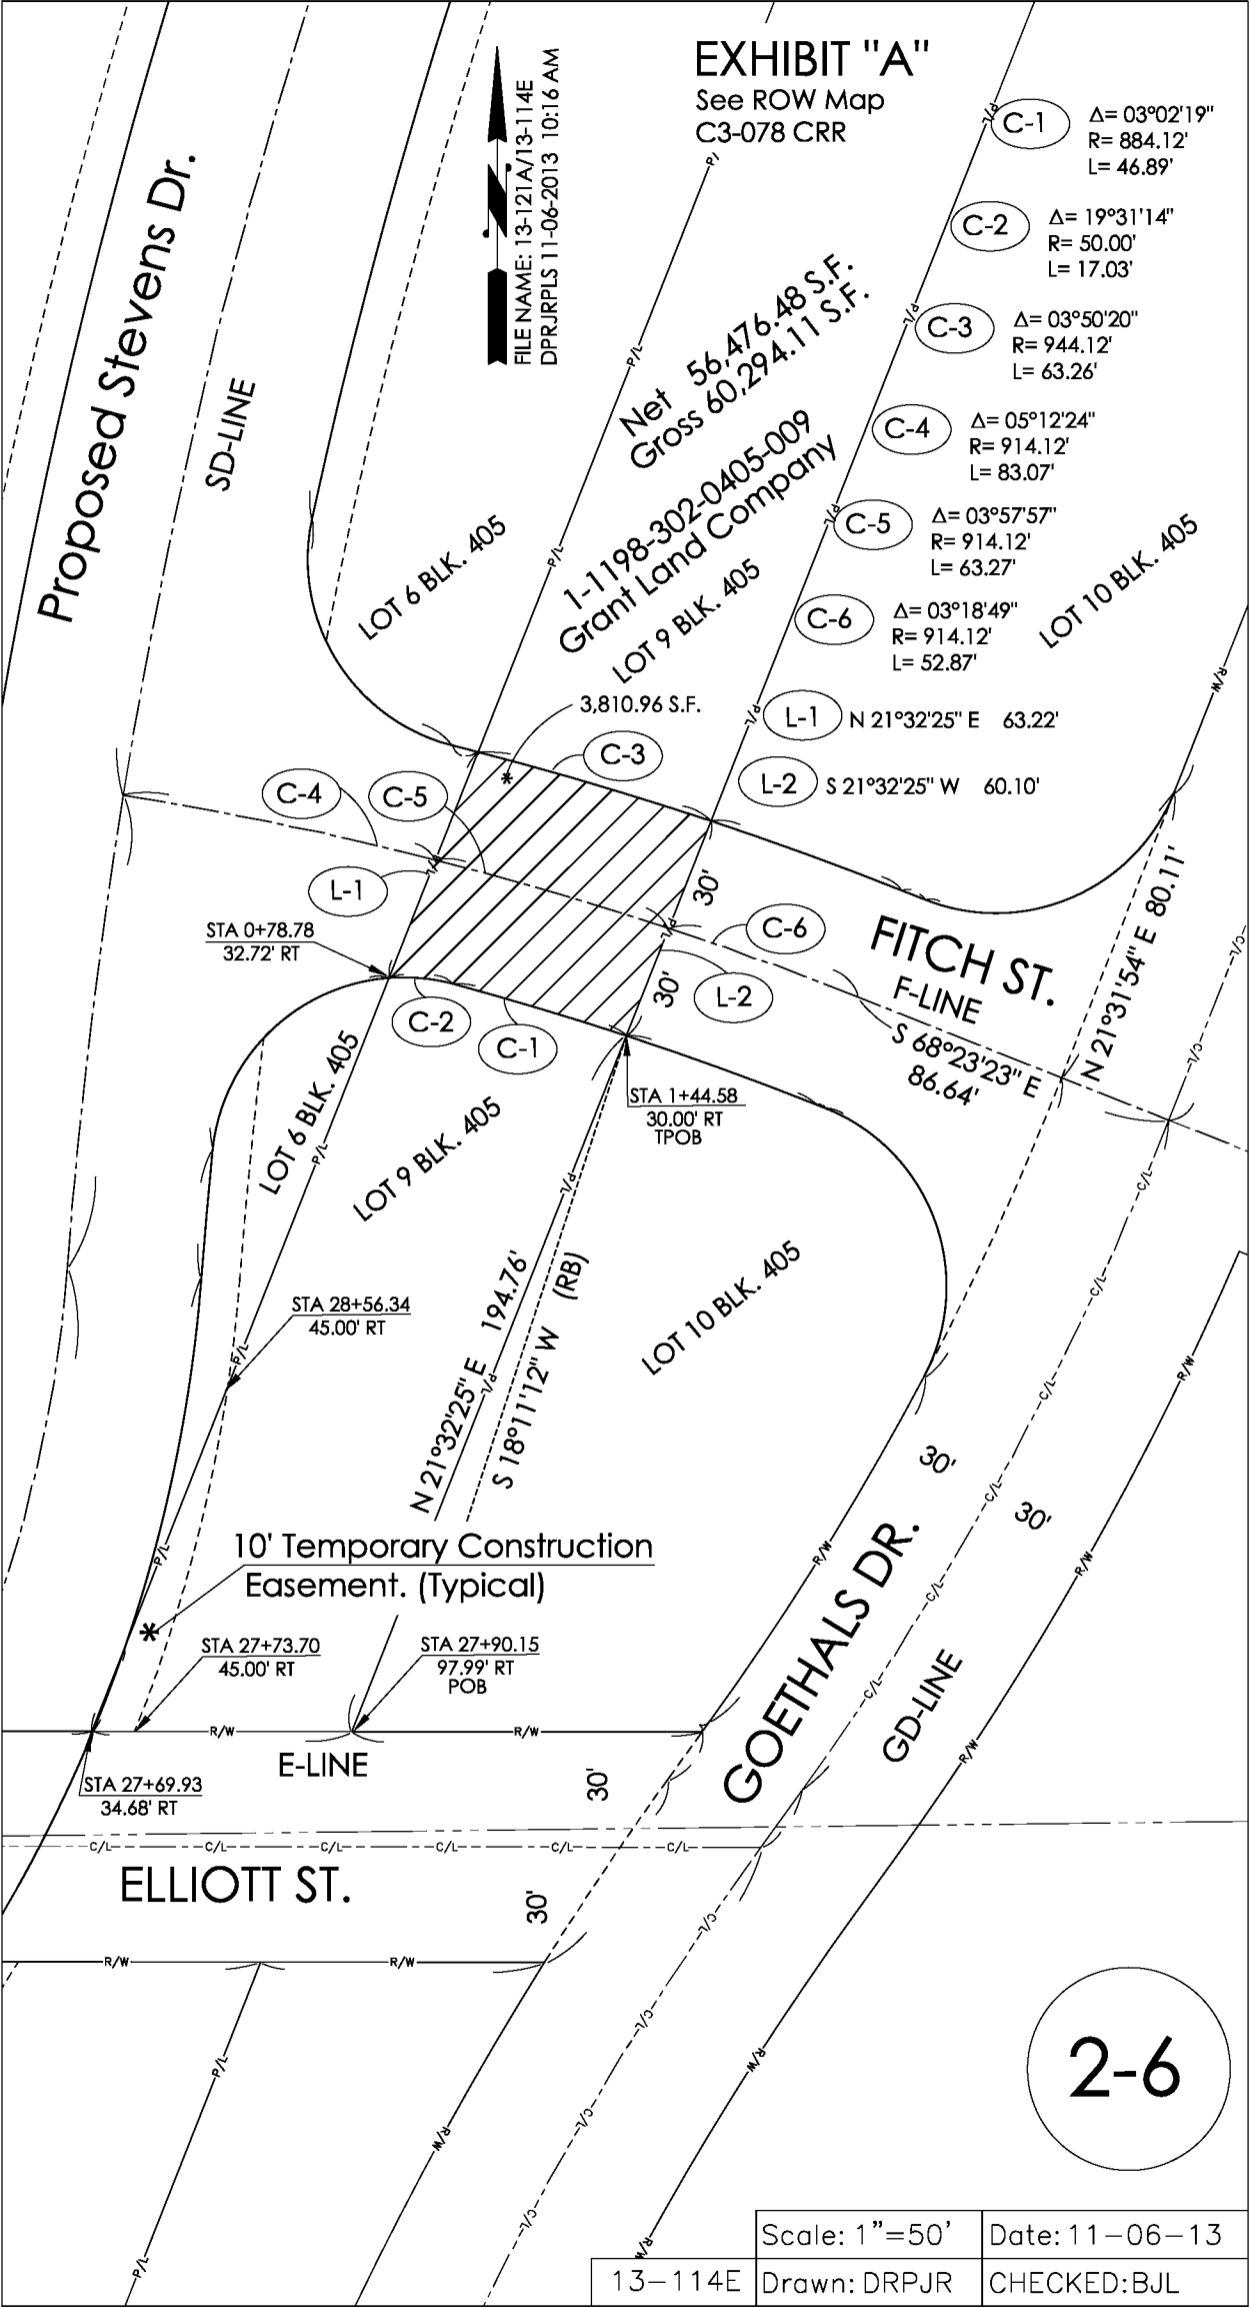 EXHIBIT "A"
See ROW Map
C3-078 CRR
FILE NAME: 13-121A/13-114E
DPRJRPLS 11-06-2013 10:16 AM
Proposed Stevens Dr.
SD-LINE
P/L
C-1
Δ= 03°02'19"
R= 884.12'
L= 46.89'
C-2
Δ= 19°31'14"
R= 50.00'
L= 17.03'
C-3
Δ= 03°50'20"
R= 944.12'
L= 63.26'
C-4
Δ= 05°12'24"
R= 914.12'
L= 83.07'
C-5
Δ= 03°57'57"
R= 914.12'
L= 63.27'
C-6
Δ= 03°18'49"
R= 914.12'
L= 52.87'
L-1
N 21°32'25" E 63.22'
L-2
S 21°32'25" W 60.10'
Net 56,476.48 S.F.
Gross 60,294.11 S.F.
1-1198-302-0405-009
Grant Land Company
LOT 9 BLK. 405
LOT 6 BLK. 405
LOT 10 BLK. 405
3,810.96 S.F.
*
C-3
C-4
C-5
L-1
STA 0+78.78
32.72' RT
30'
C-6
30'
L-2
C-2
C-1
FITCH ST.
F-LINE
S 68°23'23" E
86.64'
N 21°31'54" E 80.11'
STA 1+44.58
30.00' RT
TPOB
LOT 6 BLK. 405
LOT 9 BLK. 405
LOT 10 BLK. 405
STA 28+56.34
45.00' RT
N 21°32'25" E 194.76'
S 18°11'12" W (RB)
10' Temporary Construction
Easement. (Typical)
*
STA 27+73.70
45.00' RT
STA 27+90.15
97.99' RT
POB
30'
30'
GOETHALS DR.
GD-LINE
R/W
R/W
E-LINE
STA 27+69.93
34.68' RT
30'
C/L
C/L
C/L
C/L
C/L
C/L
ELLIOTT ST.
30'
R/W
R/W
2-6
Scale: 1"=50'
Date: 11-06-13
13-114E
Drawn: DRPJR
CHECKED:BJL